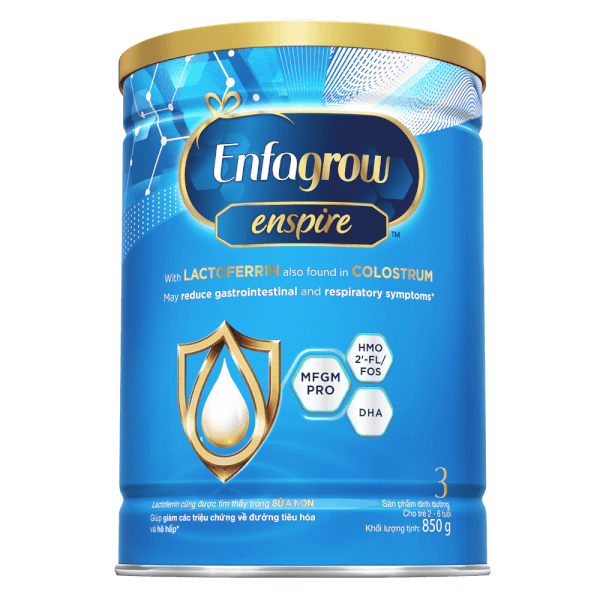 Enfagrow
enspire™
With LACTOFERRIN also found in COLOSTRUM
May reduce gastrointestinal and respiratory symptoms*
HMO
2'-FL/
FOS
MFGM
PRO
DHA
3
Lactoferrin cũng được tìm thấy trong SỮA NON
Giúp giảm các triệu chứng về đường tiêu hóa
và hô hấp*
Sản phẩm dinh dưỡng
Cho trẻ 2 - 6 tuổi
Khối lượng tịnh: 850 g